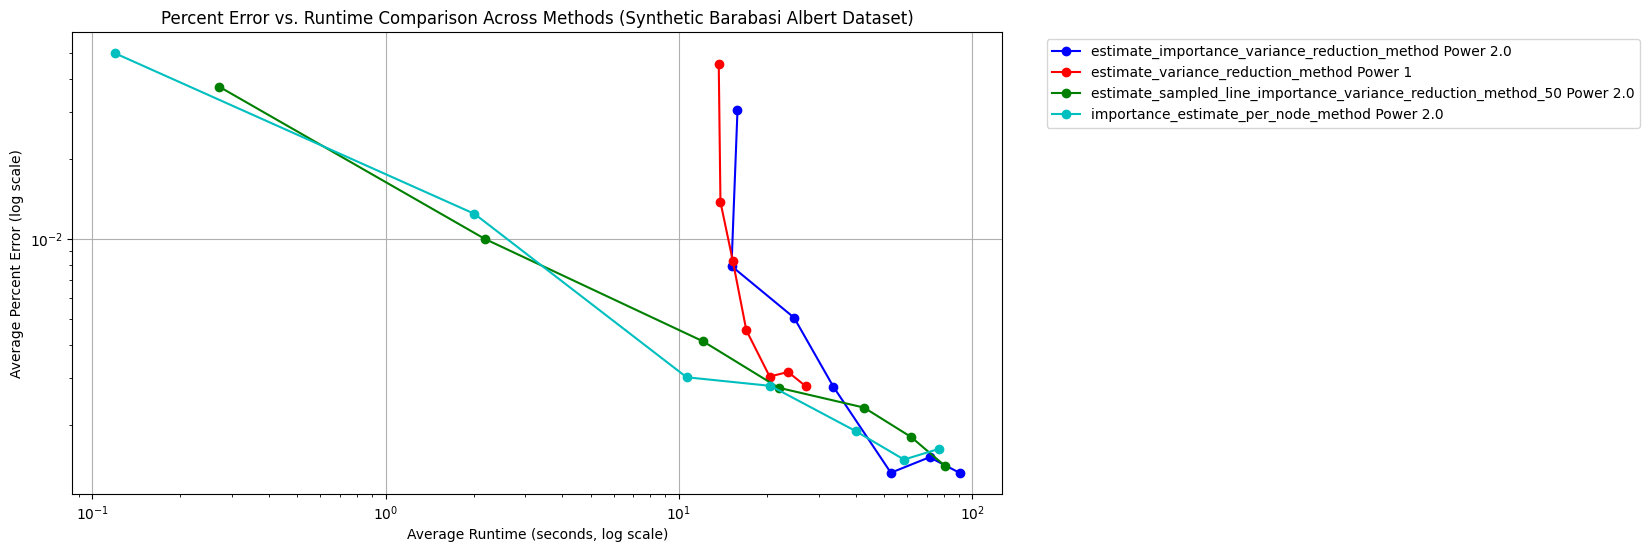 Percent Error vs. Runtime Comparison Across Methods (Synthetic Barabasi Albert Dataset)
Average Percent Error (log scale)
10⁻²
10⁻¹
10⁰
10¹
10²
Average Runtime (seconds, log scale)
estimate_importance_variance_reduction_method Power 2.0
estimate_variance_reduction_method Power 1
estimate_sampled_line_importance_variance_reduction_method_50 Power 2.0
importance_estimate_per_node_method Power 2.0